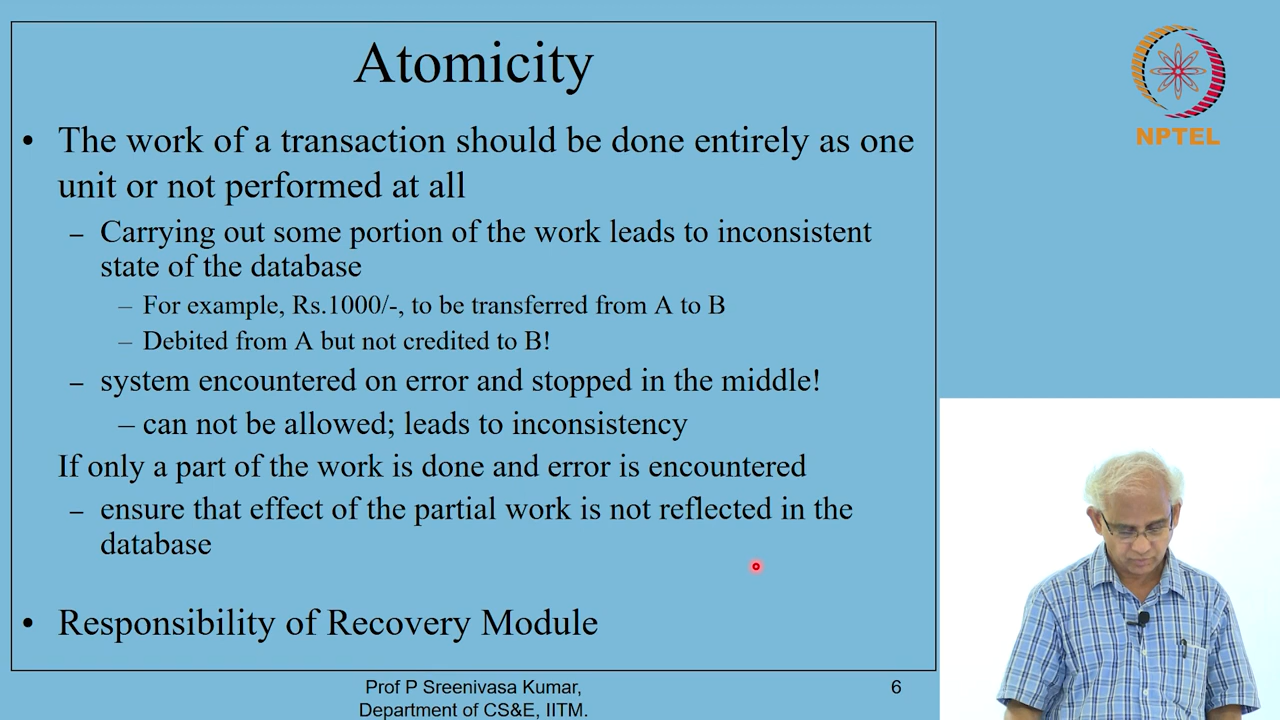 Atomicity
• The work of a transaction should be done entirely as one
unit or not performed at all
– Carrying out some portion of the work leads to inconsistent
state of the database
– For example, Rs.1000/-, to be transferred from A to B
– Debited from A but not credited to B!
– system encountered on error and stopped in the middle!
– can not be allowed; leads to inconsistency
If only a part of the work is done and error is encountered
– ensure that effect of the partial work is not reflected in the
database
• Responsibility of Recovery Module
Prof P Sreenivasa Kumar,
Department of CS&E, IITM.
6
NPTEL